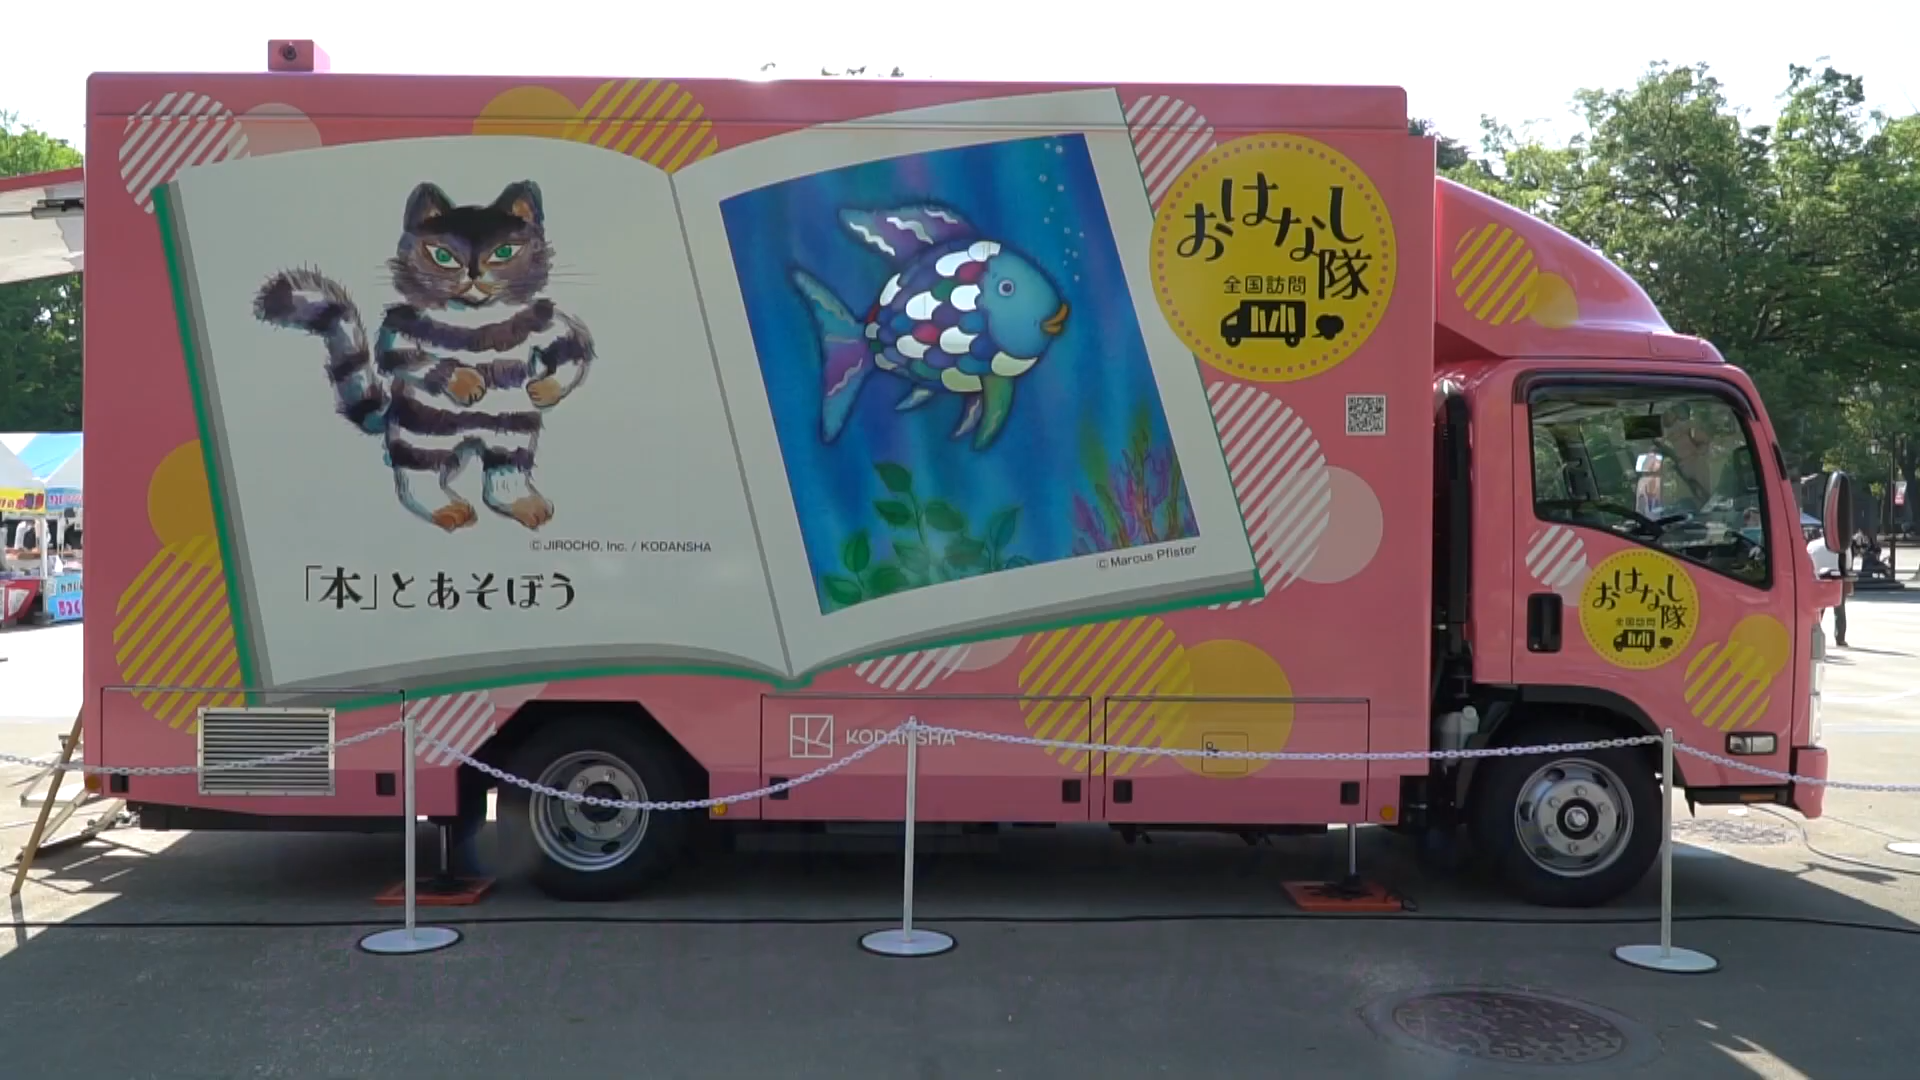 ©JIROCHO, Inc. / KODANSHA
「本」とあそぼう
©Marcus Pfister
おはなし隊
全国訪問
KODANSHA
おはなし隊
全国訪問